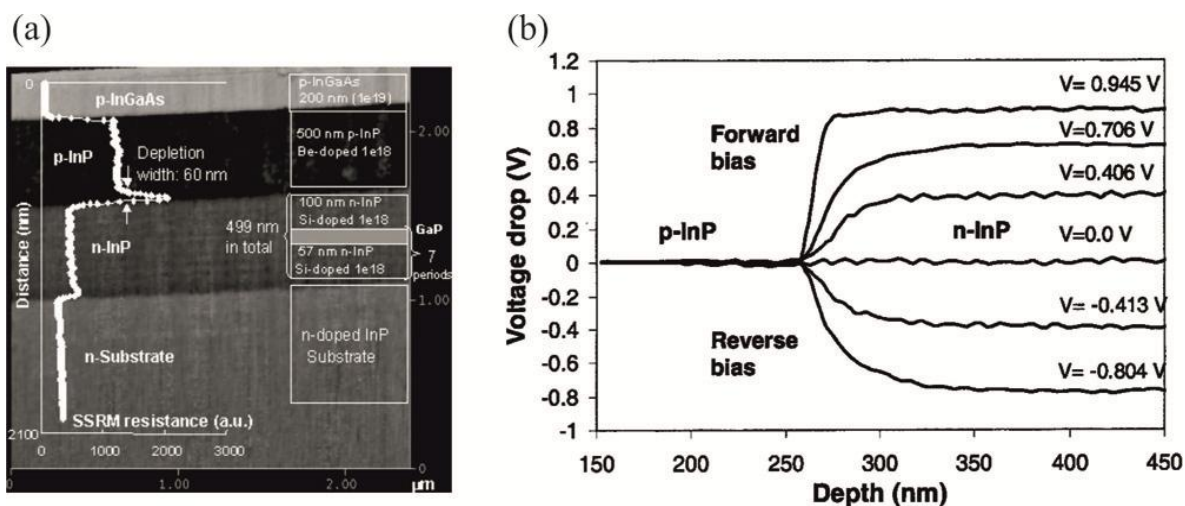 (a)
0
p-InGaAs
p-InP
Depletion
width: 60 nm
n-InP
n-Substrate
Distance (nm)
2100
SSRM resistance (a.u.)
0 1000 2000 3000
p-InGaAs
200 nm (1e19)
500 nm p-InP
Be-doped 1e18
100 nm n-InP
Si-doped 1e18
GaP
499 nm
in total
57 nm n-InP
Si-doped 1e18
7
periods
n-doped InP
Substrate
2.00
1.00
0
0 1.00 2.00 µm
(b)
Voltage drop (V)
1.2
1
0.8
0.6
0.4
0.2
0
-0.2
-0.4
-0.6
-0.8
-1
Forward
bias
p-InP
n-InP
Reverse
bias
V= 0.945 V
V=0.706 V
V=0.406 V
V=0.0 V
V=-0.413 V
V= -0.804 V
150 200 250 300 350 400 450
Depth (nm)